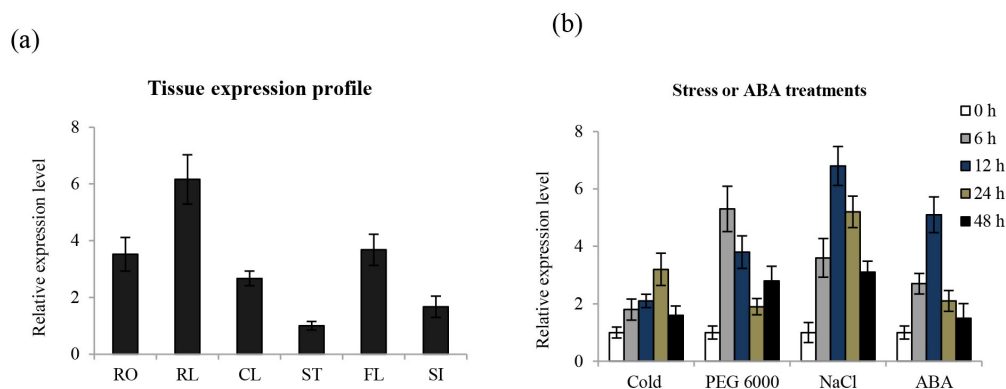 (a)
Tissue expression profile
Relative expression level
8
6
4
2
0
RO RL CL ST FL SI
(b)
Stress or ABA treatments
Relative expression level
8
6
4
2
0
Cold PEG 6000 NaCl ABA
0 h
6 h
12 h
24 h
48 h